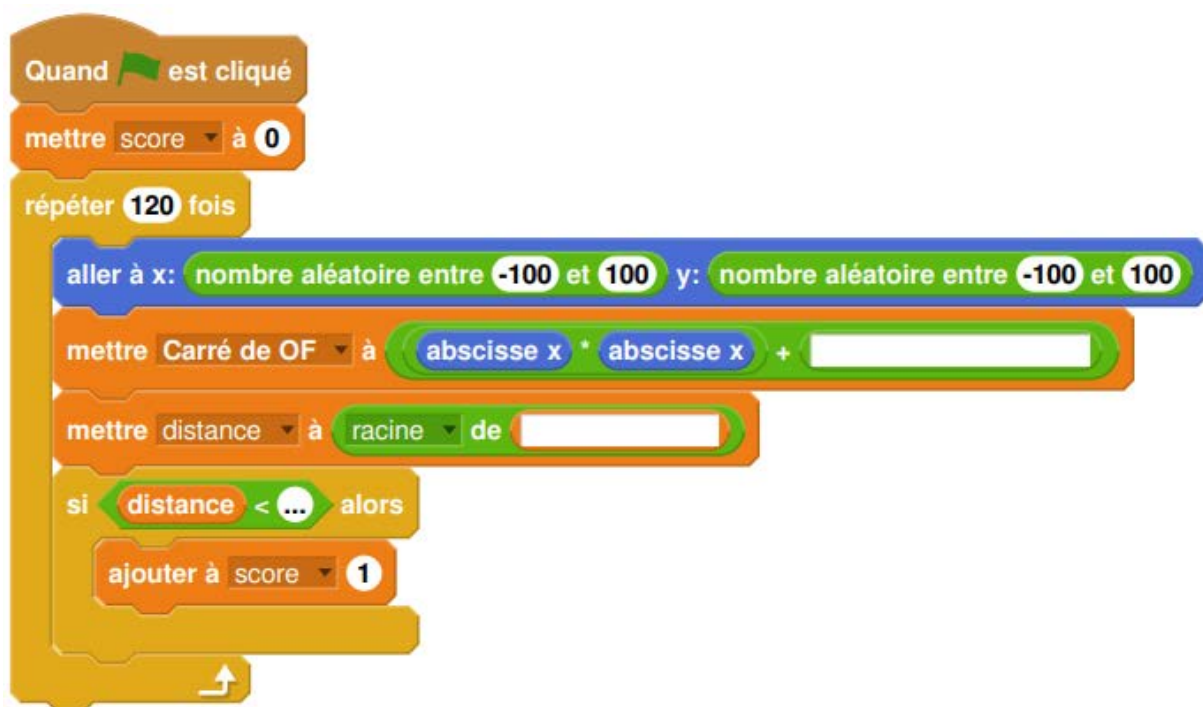 Quand est cliqué
mettre score à 0
répéter 120 fois
aller à x: nombre aléatoire entre -100 et 100 y: nombre aléatoire entre -100 et 100
mettre Carré de OF à abscisse x * abscisse x +
mettre distance à racine de
si distance < ... alors
ajouter à score 1